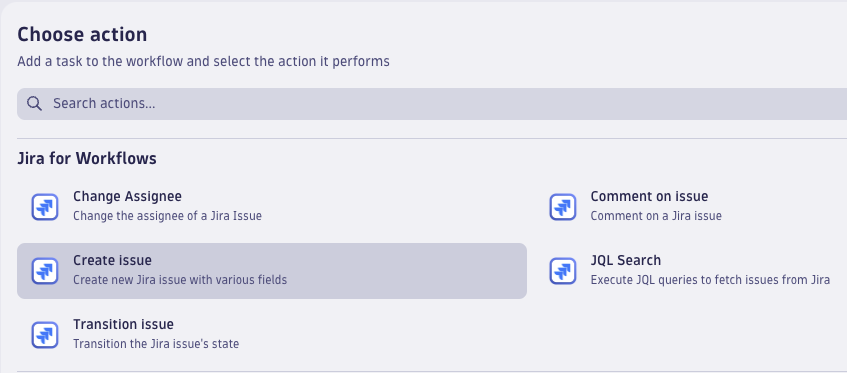 Choose action
Add a task to the workflow and select the action it performs
Search actions...
Jira for Workflows
Change Assignee
Change the assignee of a Jira Issue
Comment on issue
Comment on a Jira issue
Create issue
Create new Jira issue with various fields
JQL Search
Execute JQL queries to fetch issues from Jira
Transition issue
Transition the Jira issue's state